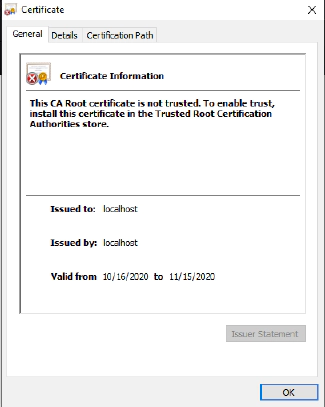 Certificate
General Details Certification Path
Certificate Information
This CA Root certificate is not trusted. To enable trust,
install this certificate in the Trusted Root Certification
Authorities store.
Issued to: localhost
Issued by: localhost
Valid from 10/16/2020 to 11/15/2020
Issuer Statement
OK